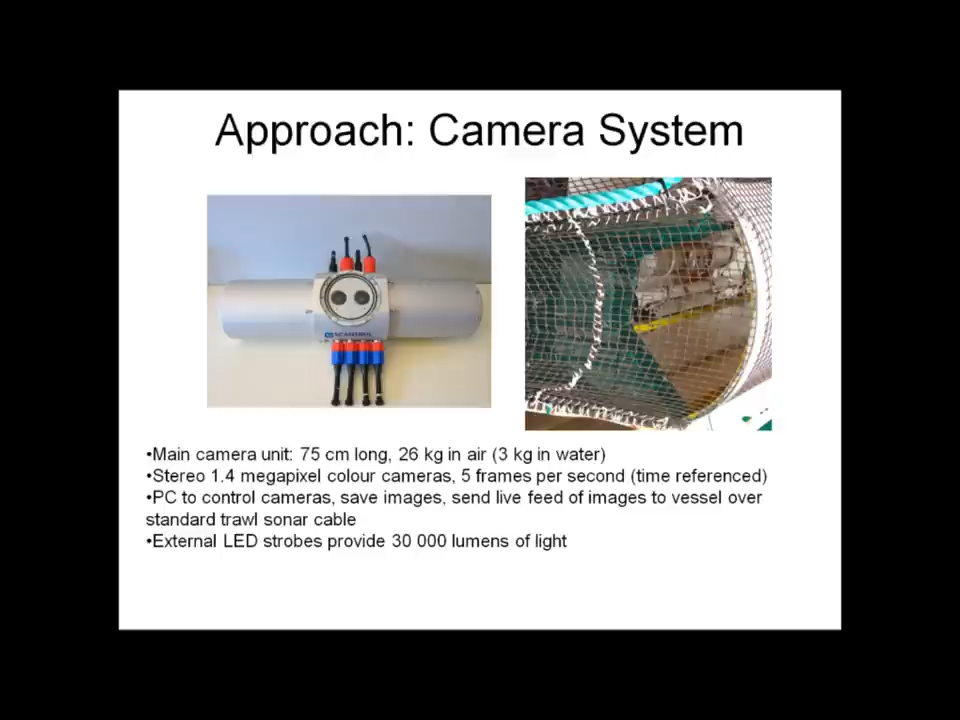 Approach: Camera System
SCANTROL
•Main camera unit: 75 cm long, 26 kg in air (3 kg in water)
•Stereo 1.4 megapixel colour cameras, 5 frames per second (time referenced)
•PC to control cameras, save images, send live feed of images to vessel over
standard trawl sonar cable
•External LED strobes provide 30 000 lumens of light